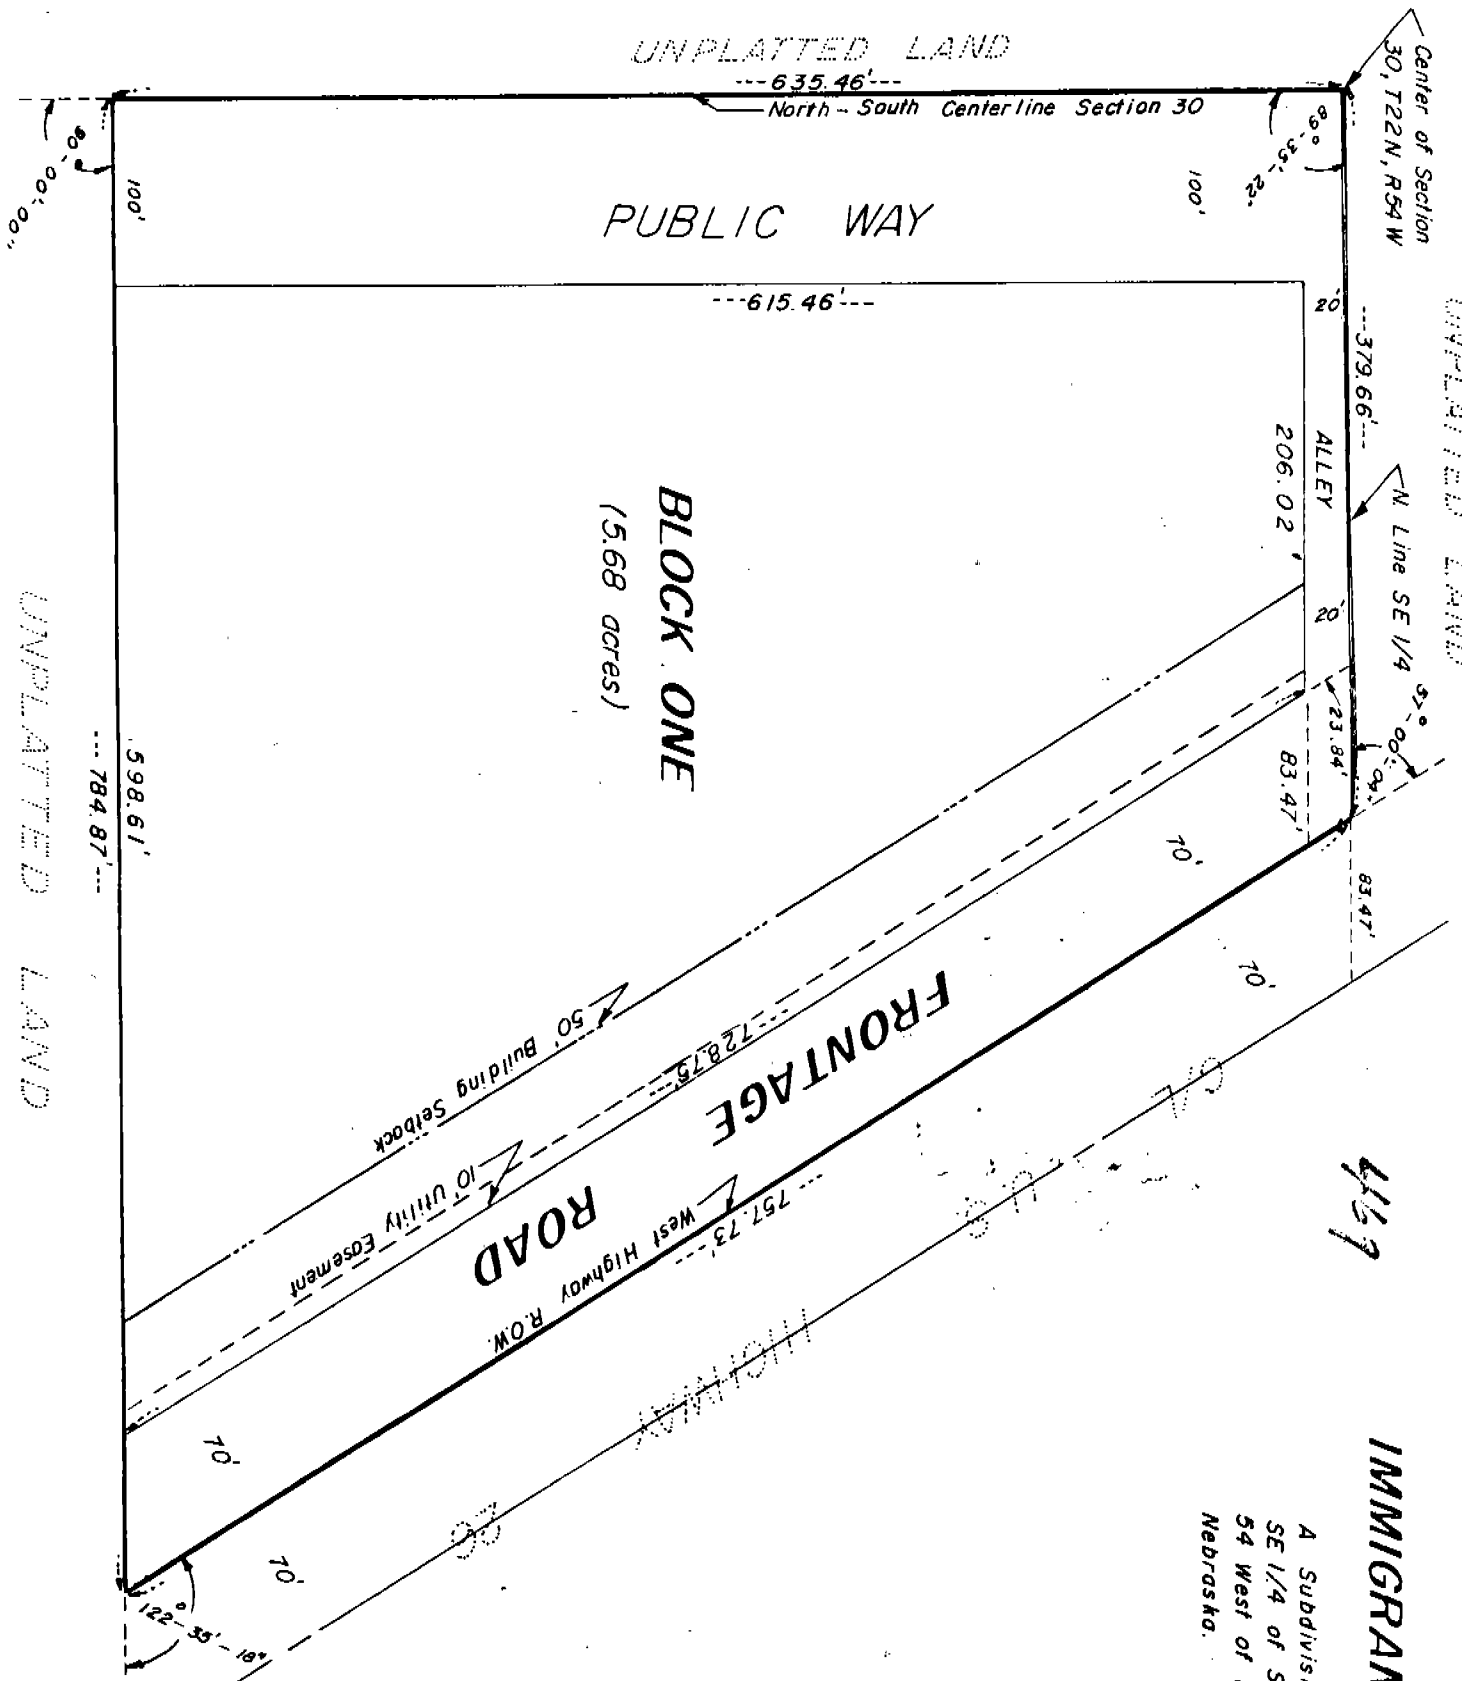 UNPLATTED LAND
---635.46'---
North - South Centerline Section 30
Center of Section
30, T22N, R54W
89°-35'-22"
90°-00'-00"
100'
100'
PUBLIC WAY
---615.46'---
20'
---379.66'---
UNPLATTED LAND
ALLEY
206.02'
N. Line SE 1/4
20'
23.84'
83.47'
83.47'
BLOCK ONE
(5.68 acres)
598.61'
---784.87'---
UNPLATTED LAND
50' Building Setback
10' Utility Easement
---728.75'---
FRONTAGE
ROAD
West Highway R.O.W.
---757.73'---
70'
70'
70'
70'
U.S.
HIGHWAY
26
122°-35'-18"
A Subdivis
SE 1/4 of S
54 West of
Nebraska.